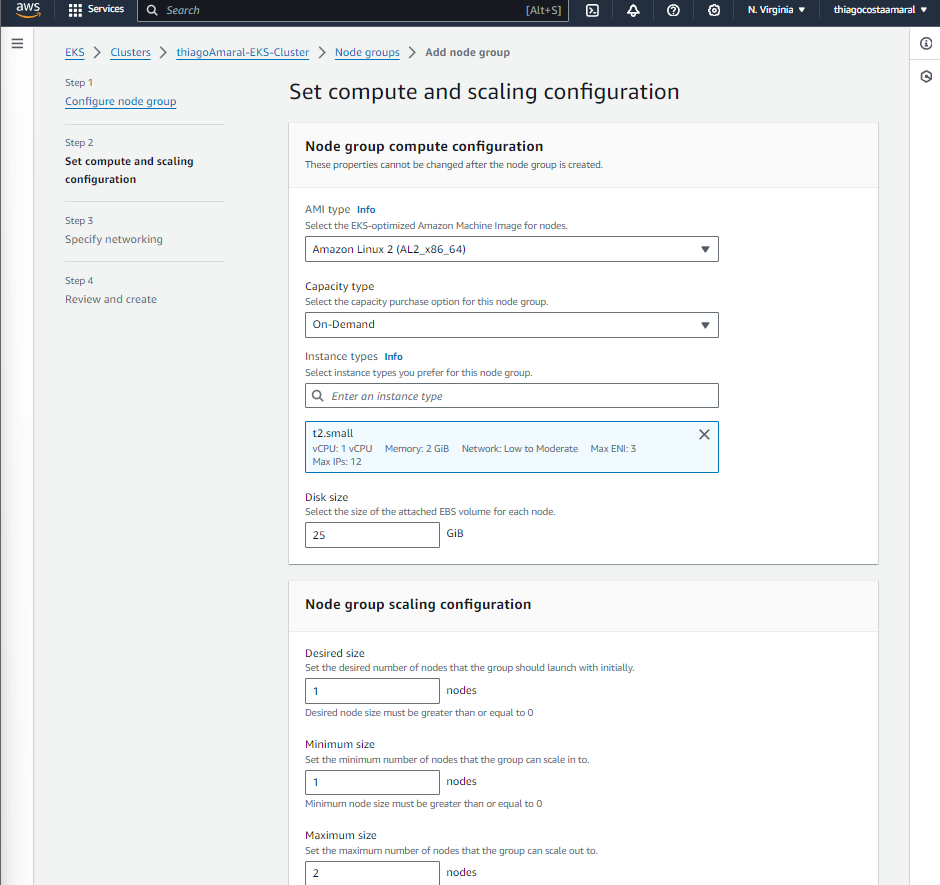 aws
Services
Search
[Alt+S]
N. Virginia
thiagocostaamaral
EKS
Clusters
thiagoAmaral-EKS-Cluster
Node groups
Add node group
Step 1
Configure node group
Step 2
Set compute and scaling
configuration
Step 3
Specify networking
Step 4
Review and create
Set compute and scaling configuration
Node group compute configuration
These properties cannot be changed after the node group is created.
AMI type Info
Select the EKS-optimized Amazon Machine Image for nodes.
Amazon Linux 2 (AL2_x86_64)
Capacity type
Select the capacity purchase option for this node group.
On-Demand
Instance types Info
Select instance types you prefer for this node group.
Enter an instance type
t2.small
vCPU: 1 vCPU Memory: 2 GiB Network: Low to Moderate Max ENI: 3
Max IPs: 12
Disk size
Select the size of the attached EBS volume for each node.
25 GiB
Node group scaling configuration
Desired size
Set the desired number of nodes that the group should launch with initially.
1 nodes
Desired node size must be greater than or equal to 0
Minimum size
Set the minimum number of nodes that the group can scale in to.
1 nodes
Minimum node size must be greater than or equal to 0
Maximum size
Set the maximum number of nodes that the group can scale out to.
2 nodes